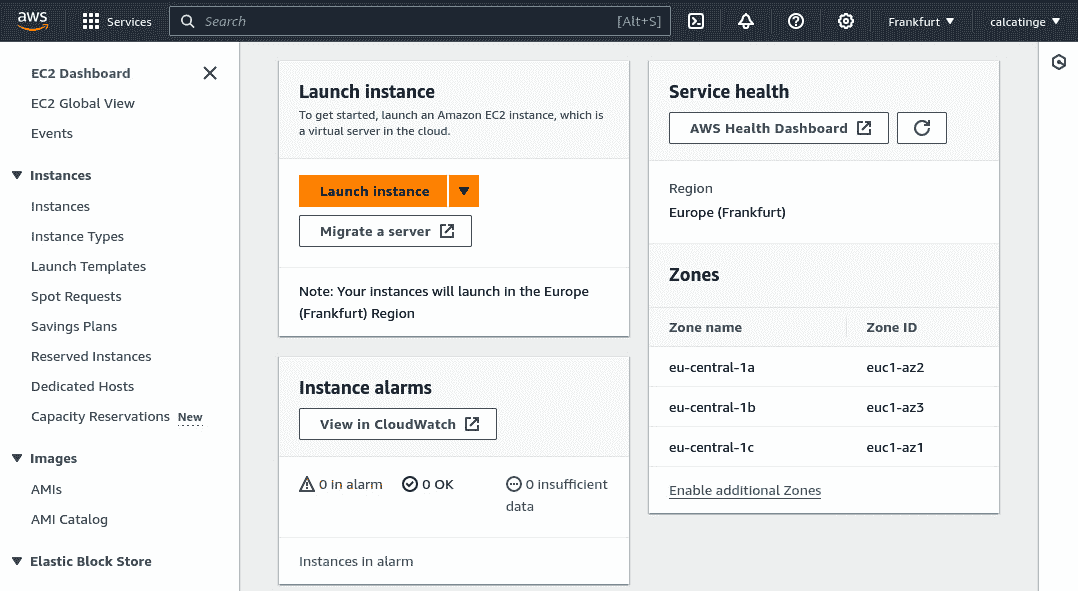 aws
Services
Search
[Alt+S]
Frankfurt
calcatinge
EC2 Dashboard
EC2 Global View
Events
Instances
Instances
Instance Types
Launch Templates
Spot Requests
Savings Plans
Reserved Instances
Dedicated Hosts
Capacity Reservations New
Images
AMIs
AMI Catalog
Elastic Block Store
Launch instance
To get started, launch an Amazon EC2 instance, which is
a virtual server in the cloud.
Launch instance
Migrate a server
Note: Your instances will launch in the Europe
(Frankfurt) Region
Instance alarms
View in CloudWatch
0 in alarm
0 OK
0 insufficient
data
Instances in alarm
Service health
AWS Health Dashboard
Region
Europe (Frankfurt)
Zones
Zone name Zone ID
eu-central-1a euc1-az2
eu-central-1b euc1-az3
eu-central-1c euc1-az1
Enable additional Zones